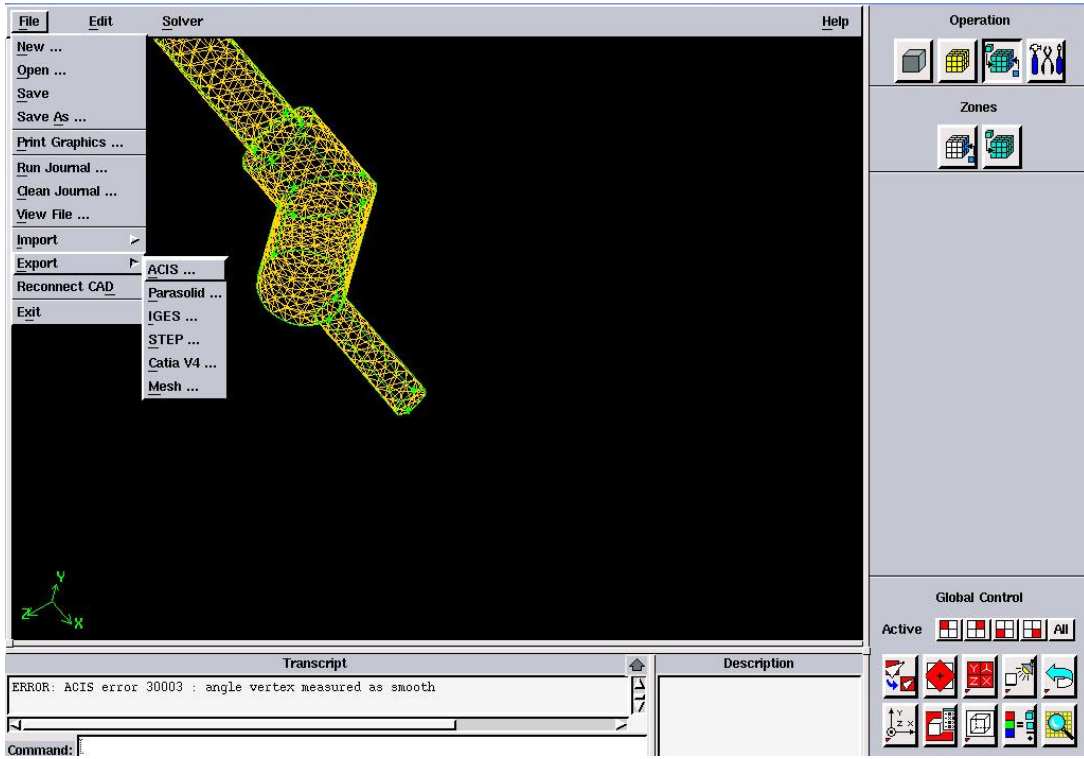 File Edit Solver Help
New ...
Open ...
Save
Save As ...
Print Graphics ...
Run Journal ...
Clean Journal ...
View File ...
Import
Export
Reconnect CAD
Exit
ACIS ...
Parasolid ...
IGES ...
STEP ...
Catia V4 ...
Mesh ...
Y
Z
X
Operation
Zones
Global Control
Active All
Y
Z X
Y
Z X
Transcript
ERROR: ACIS error 30003 : angle vertex measured as smooth
Command:
Description